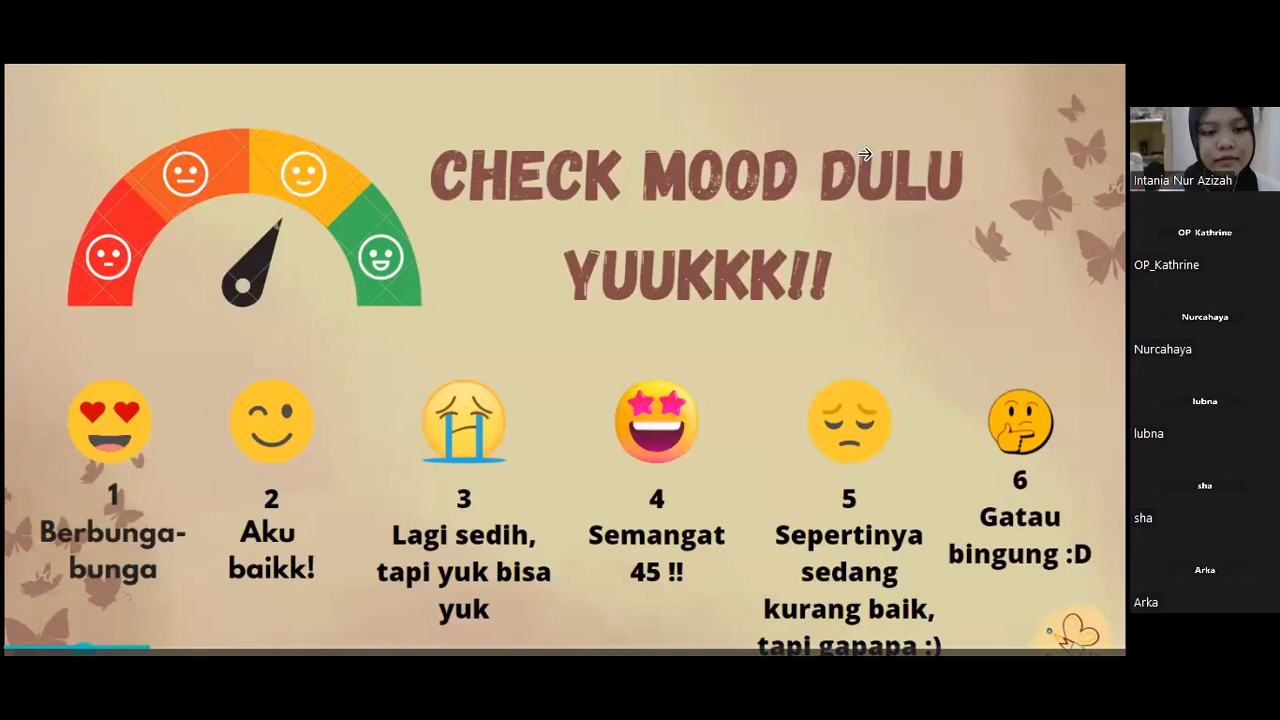 CHECK MOOD DULU
YUUKKK!!
1
Berbunga-
bunga
2
Aku
baikk!
3
Lagi sedih,
tapi yuk bisa
yuk
4
Semangat
45 !!
5
Sepertinya
sedang
kurang baik,
tapi gapapa :)
6
Gatau
bingung :D
Intania Nur Azizah
OP_Kathrine
OP_Kathrine
Nurcahaya
Nurcahaya
lubna
lubna
sha
sha
Arka
Arka